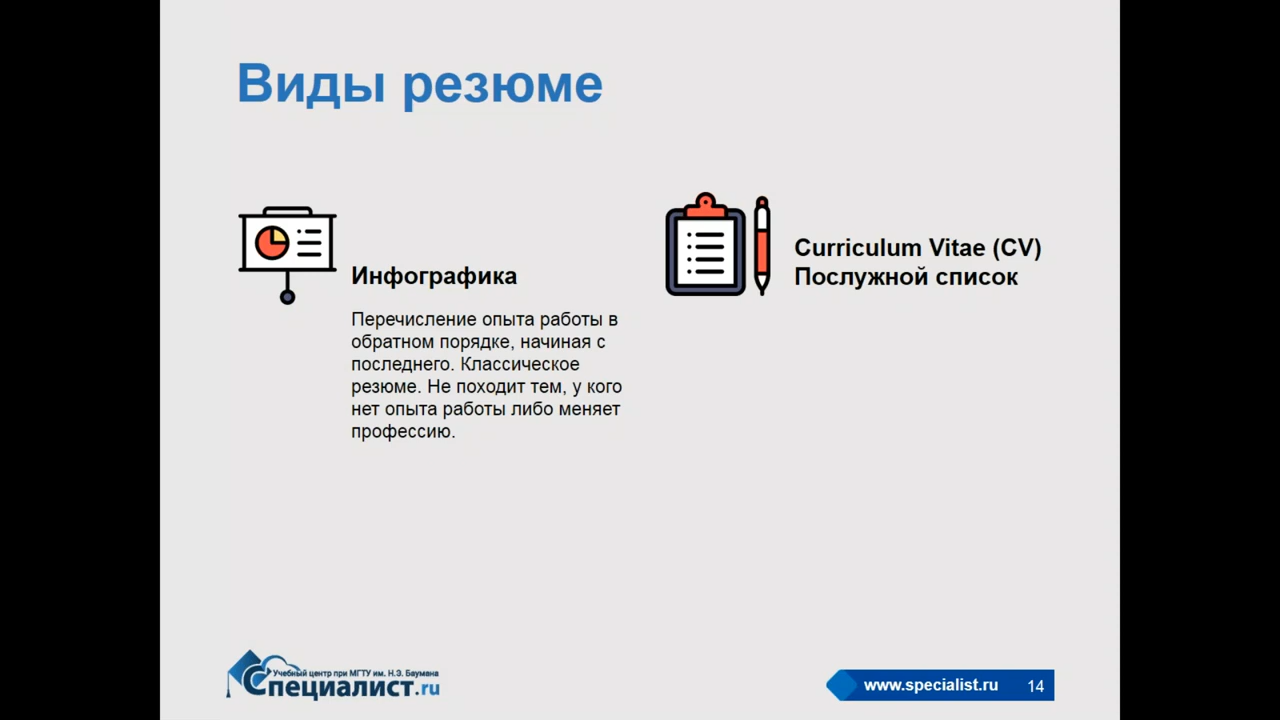 Виды резюме
Инфографика
Перечисление опыта работы в
обратном порядке, начиная с
последнего. Классическое
резюме. Не походит тем, у кого
нет опыта работы либо меняет
профессию.
Curriculum Vitae (CV)
Послужной список
Учебный центр при МГТУ им. Н.Э. Баумана
Специалист.ru
www.specialist.ru 14